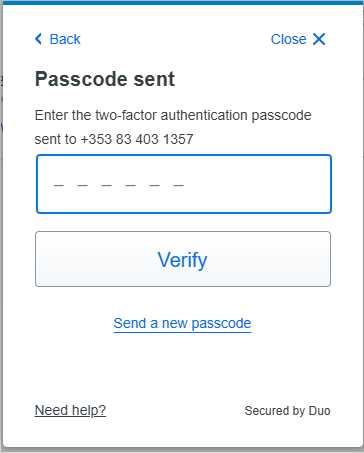 Back
Close
Passcode sent
Enter the two-factor authentication passcode
sent to +353 83 403 1357
Verify
Send a new passcode
Need help?
Secured by Duo